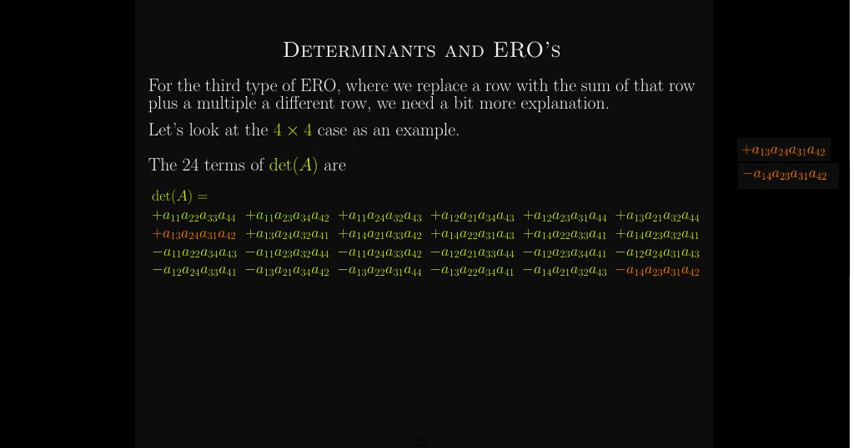 Determinants and ERO's
For the third type of ERO, where we replace a row with the sum of that row
plus a multiple a different row, we need a bit more explanation.
Let's look at the 4 × 4 case as an example.
The 24 terms of det(A) are
det(A) =
+a₁₁a₂₂a₃₃a₄₄ +a₁₁a₂₃a₃₄a₄₂ +a₁₁a₂₄a₃₂a₄₃ +a₁₂a₂₁a₃₄a₄₃ +a₁₂a₂₃a₃₁a₄₄ +a₁₃a₂₁a₃₂a₄₄
+a₁₃a₂₄a₃₁a₄₂ +a₁₃a₂₄a₃₂a₄₁ +a₁₄a₂₁a₃₃a₄₂ +a₁₄a₂₂a₃₁a₄₃ +a₁₄a₂₂a₃₃a₄₁ +a₁₄a₂₃a₃₂a₄₁
−a₁₁a₂₂a₃₄a₄₃ −a₁₁a₂₃a₃₂a₄₄ −a₁₁a₂₄a₃₃a₄₂ −a₁₂a₂₁a₃₃a₄₄ −a₁₂a₂₃a₃₄a₄₁ −a₁₂a₂₄a₃₁a₄₃
−a₁₂a₂₄a₃₃a₄₁ −a₁₃a₂₁a₃₄a₄₂ −a₁₃a₂₂a₃₁a₄₄ −a₁₃a₂₂a₃₄a₄₁ −a₁₄a₂₁a₃₂a₄₃ −a₁₄a₂₃a₃₁a₄₂
+a₁₃a₂₄a₃₁a₄₂
−a₁₄a₂₃a₃₁a₄₂
25